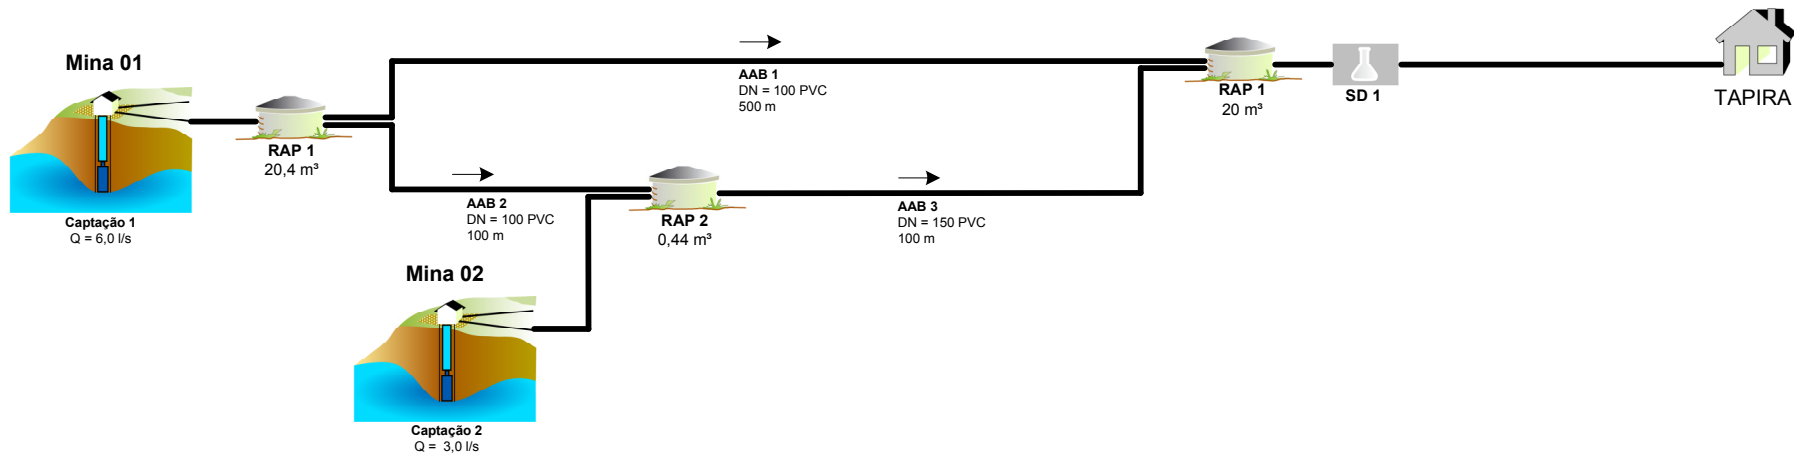 Mina 01
Captação 1
Q = 6,0 l/s
RAP 1
20,4 m³
AAB 1
DN = 100 PVC
500 m
AAB 2
DN = 100 PVC
100 m
Mina 02
Captação 2
Q =  3,0 l/s
RAP 2
0,44 m³
AAB 3
DN = 150 PVC
100 m
RAP 1
20 m³
SD 1
TAPIRA